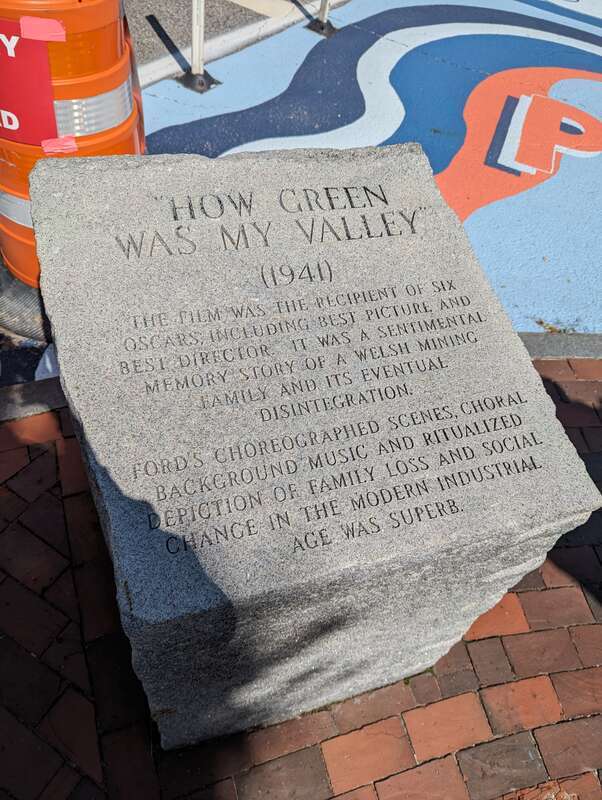 Y
D
P
"HOW GREEN
WAS MY VALLEY"
(1941)
THE FILM WAS THE RECIPIENT OF SIX
OSCARS, INCLUDING BEST PICTURE AND
BEST DIRECTOR. IT WAS A SENTIMENTAL
MEMORY STORY OF A WELSH MINING
FAMILY AND ITS EVENTUAL
DISINTEGRATION.
FORD'S CHOREOGRAPHED SCENES, CHORAL
BACKGROUND MUSIC AND RITUALIZED
DEPICTION OF FAMILY LOSS AND SOCIAL
CHANGE IN THE MODERN INDUSTRIAL
AGE WAS SUPERB.